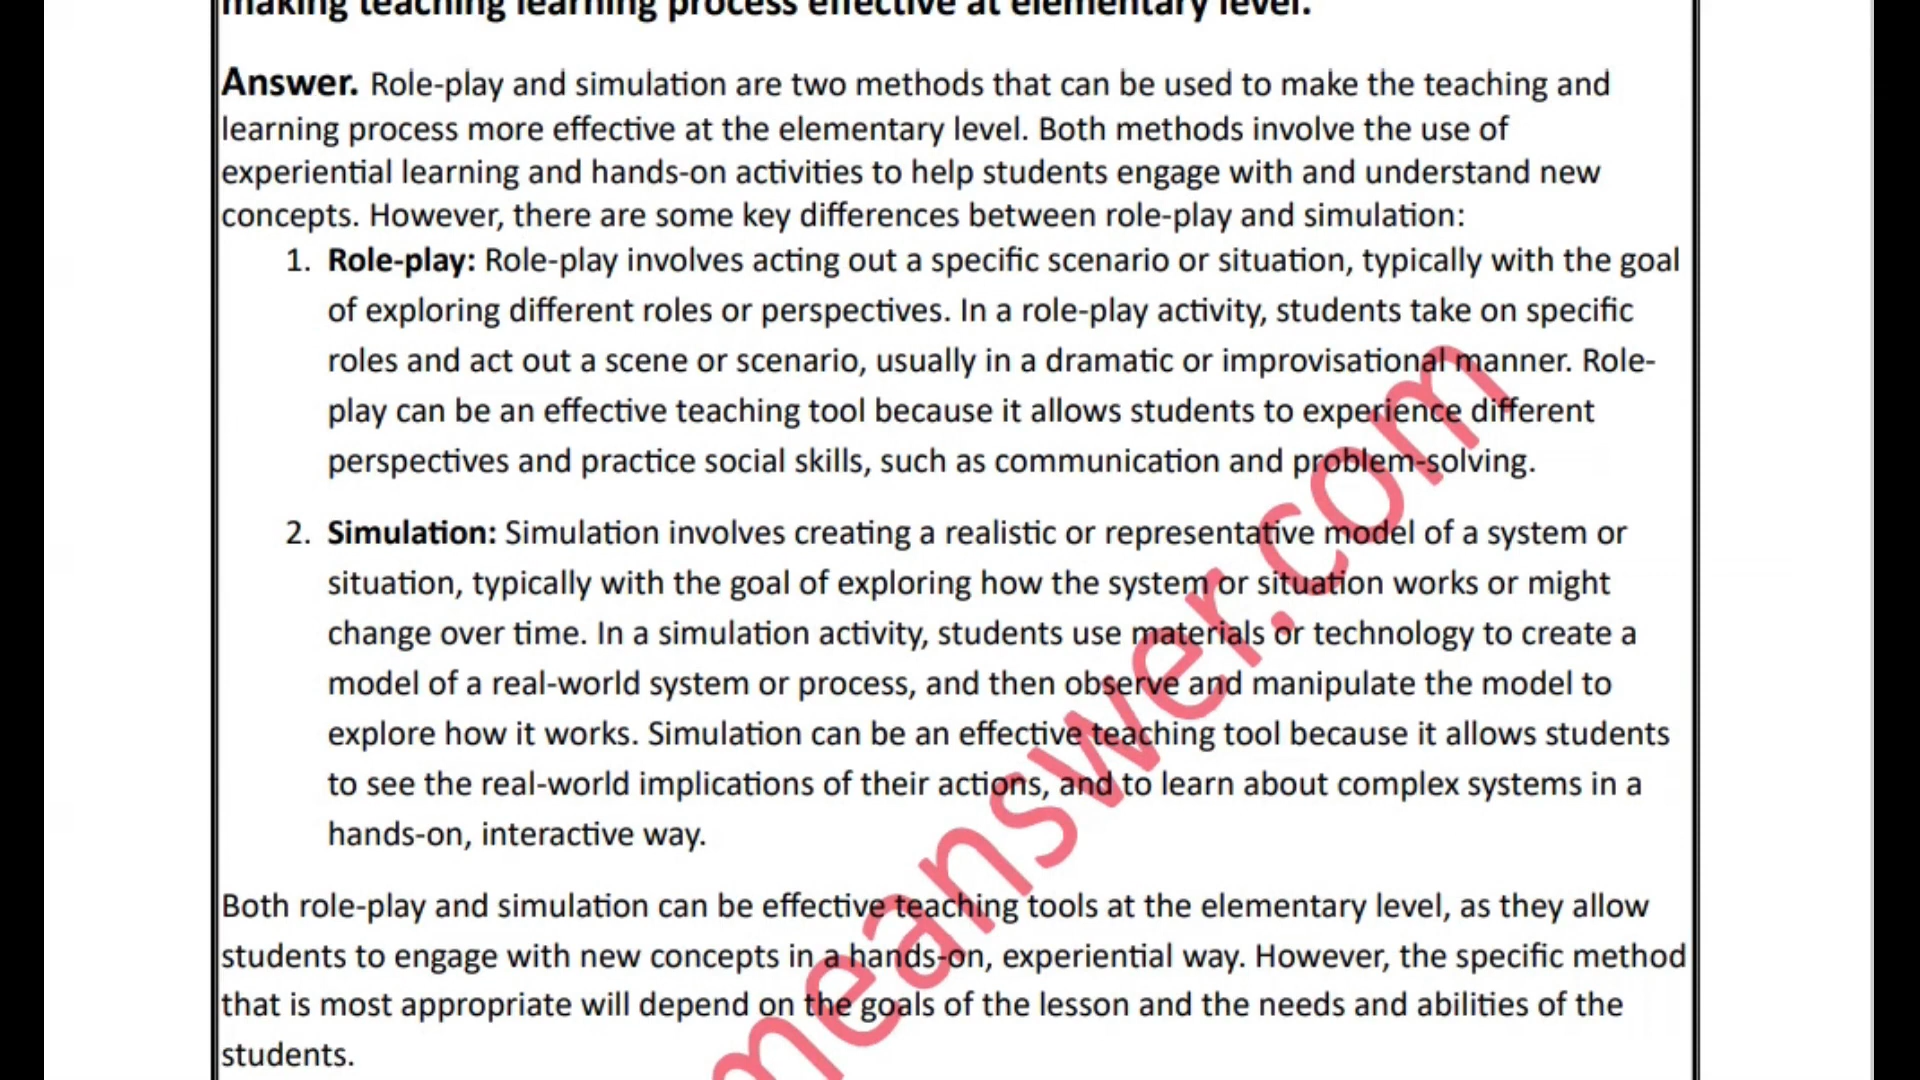 making teaching learning process effective at elementary level.
Answer. Role-play and simulation are two methods that can be used to make the teaching and
learning process more effective at the elementary level. Both methods involve the use of
experiential learning and hands-on activities to help students engage with and understand new
concepts. However, there are some key differences between role-play and simulation:
1. Role-play: Role-play involves acting out a specific scenario or situation, typically with the goal
of exploring different roles or perspectives. In a role-play activity, students take on specific
roles and act out a scene or scenario, usually in a dramatic or improvisational manner. Role-
play can be an effective teaching tool because it allows students to experience different
perspectives and practice social skills, such as communication and problem-solving.
2. Simulation: Simulation involves creating a realistic or representative model of a system or
situation, typically with the goal of exploring how the system or situation works or might
change over time. In a simulation activity, students use materials or technology to create a
model of a real-world system or process, and then observe and manipulate the model to
explore how it works. Simulation can be an effective teaching tool because it allows students
to see the real-world implications of their actions, and to learn about complex systems in a
hands-on, interactive way.
Both role-play and simulation can be effective teaching tools at the elementary level, as they allow
students to engage with new concepts in a hands-on, experiential way. However, the specific method
that is most appropriate will depend on the goals of the lesson and the needs and abilities of the
students.
meanswer.com